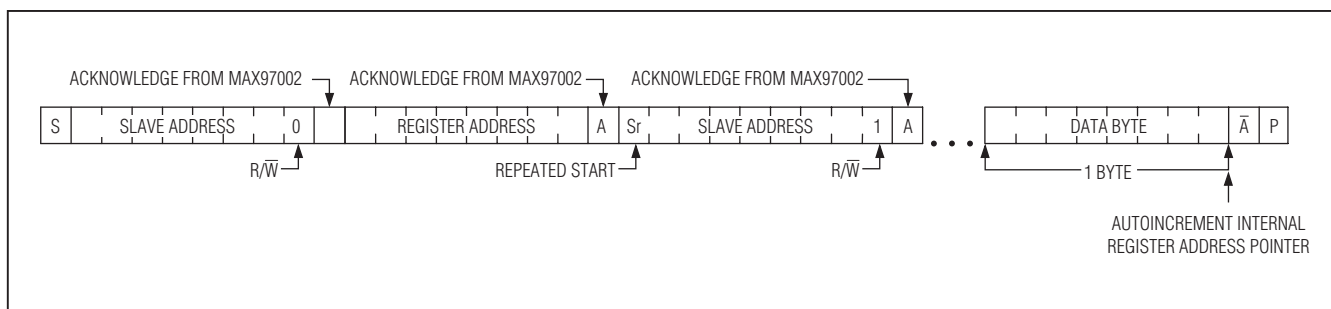 ACKNOWLEDGE FROM MAX97002 ACKNOWLEDGE FROM MAX97002 ACKNOWLEDGE FROM MAX97002
S SLAVE ADDRESS 0 REGISTER ADDRESS A Sr SLAVE ADDRESS 1 A ... DATA BYTE A̅ P
R/W̅ REPEATED START R/W̅ 1 BYTE
AUTOINCREMENT INTERNAL
REGISTER ADDRESS POINTER